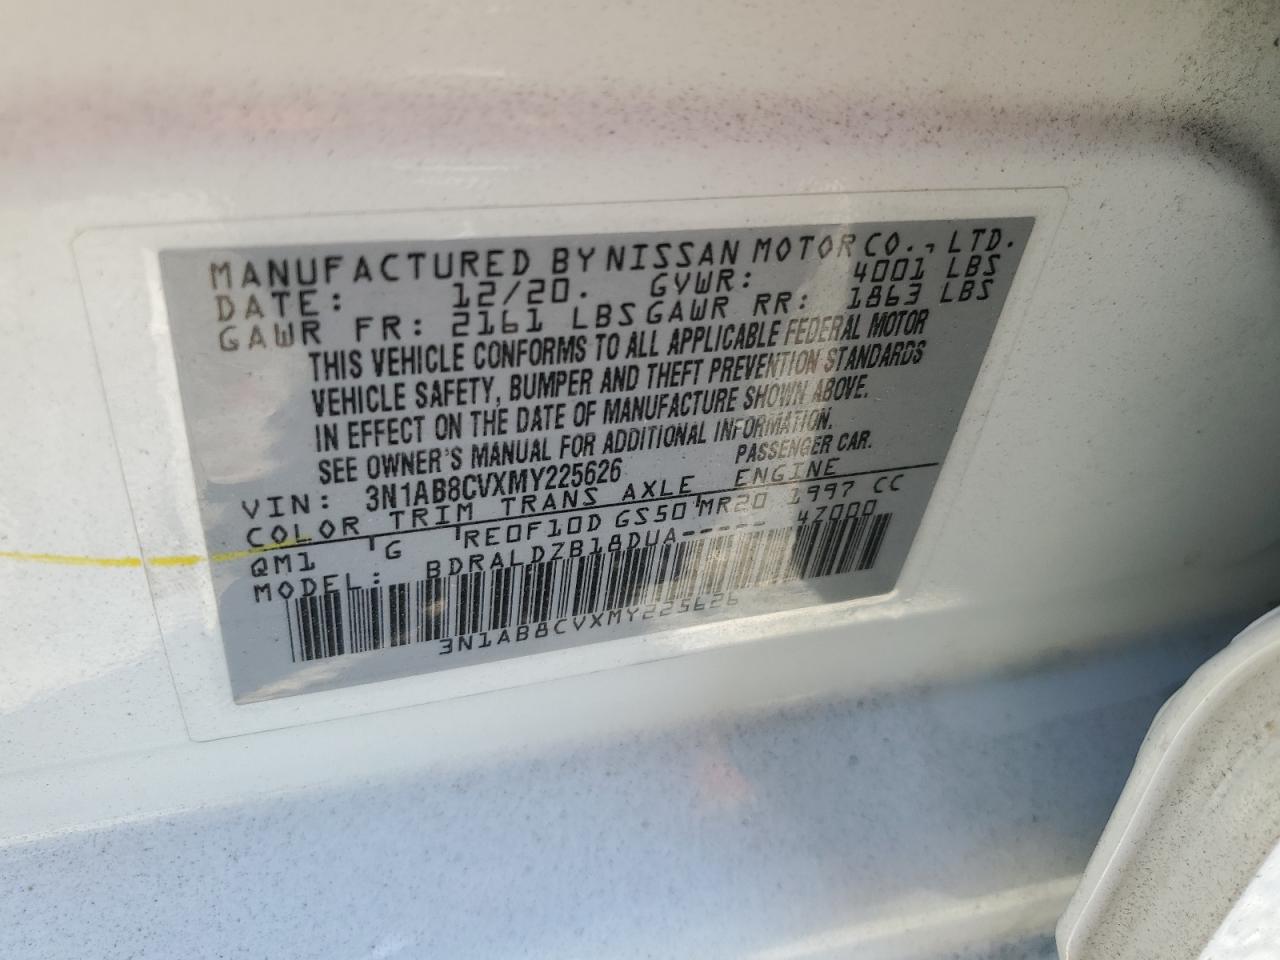 MANUFACTURED BY NISSAN MOTOR CO., LTD.
DATE: 12/20. GVWR: 4001 LBS
GAWR FR: 2161 LBS GAWR RR: 1863 LBS
THIS VEHICLE CONFORMS TO ALL APPLICABLE FEDERAL MOTOR
VEHICLE SAFETY, BUMPER AND THEFT PREVENTION STANDARDS
IN EFFECT ON THE DATE OF MANUFACTURE SHOWN ABOVE.
SEE OWNER'S MANUAL FOR ADDITIONAL INFORMATION.
VIN: 3N1AB8CVXMY225626 PASSENGER CAR.
COLOR TRIM TRANS AXLE ENGINE
QM1 G RE0F10D GS50 MR20 1997 CC
MODEL: BDRALDZB18DUA----- 4Z000
3N1AB8CVXMY225626